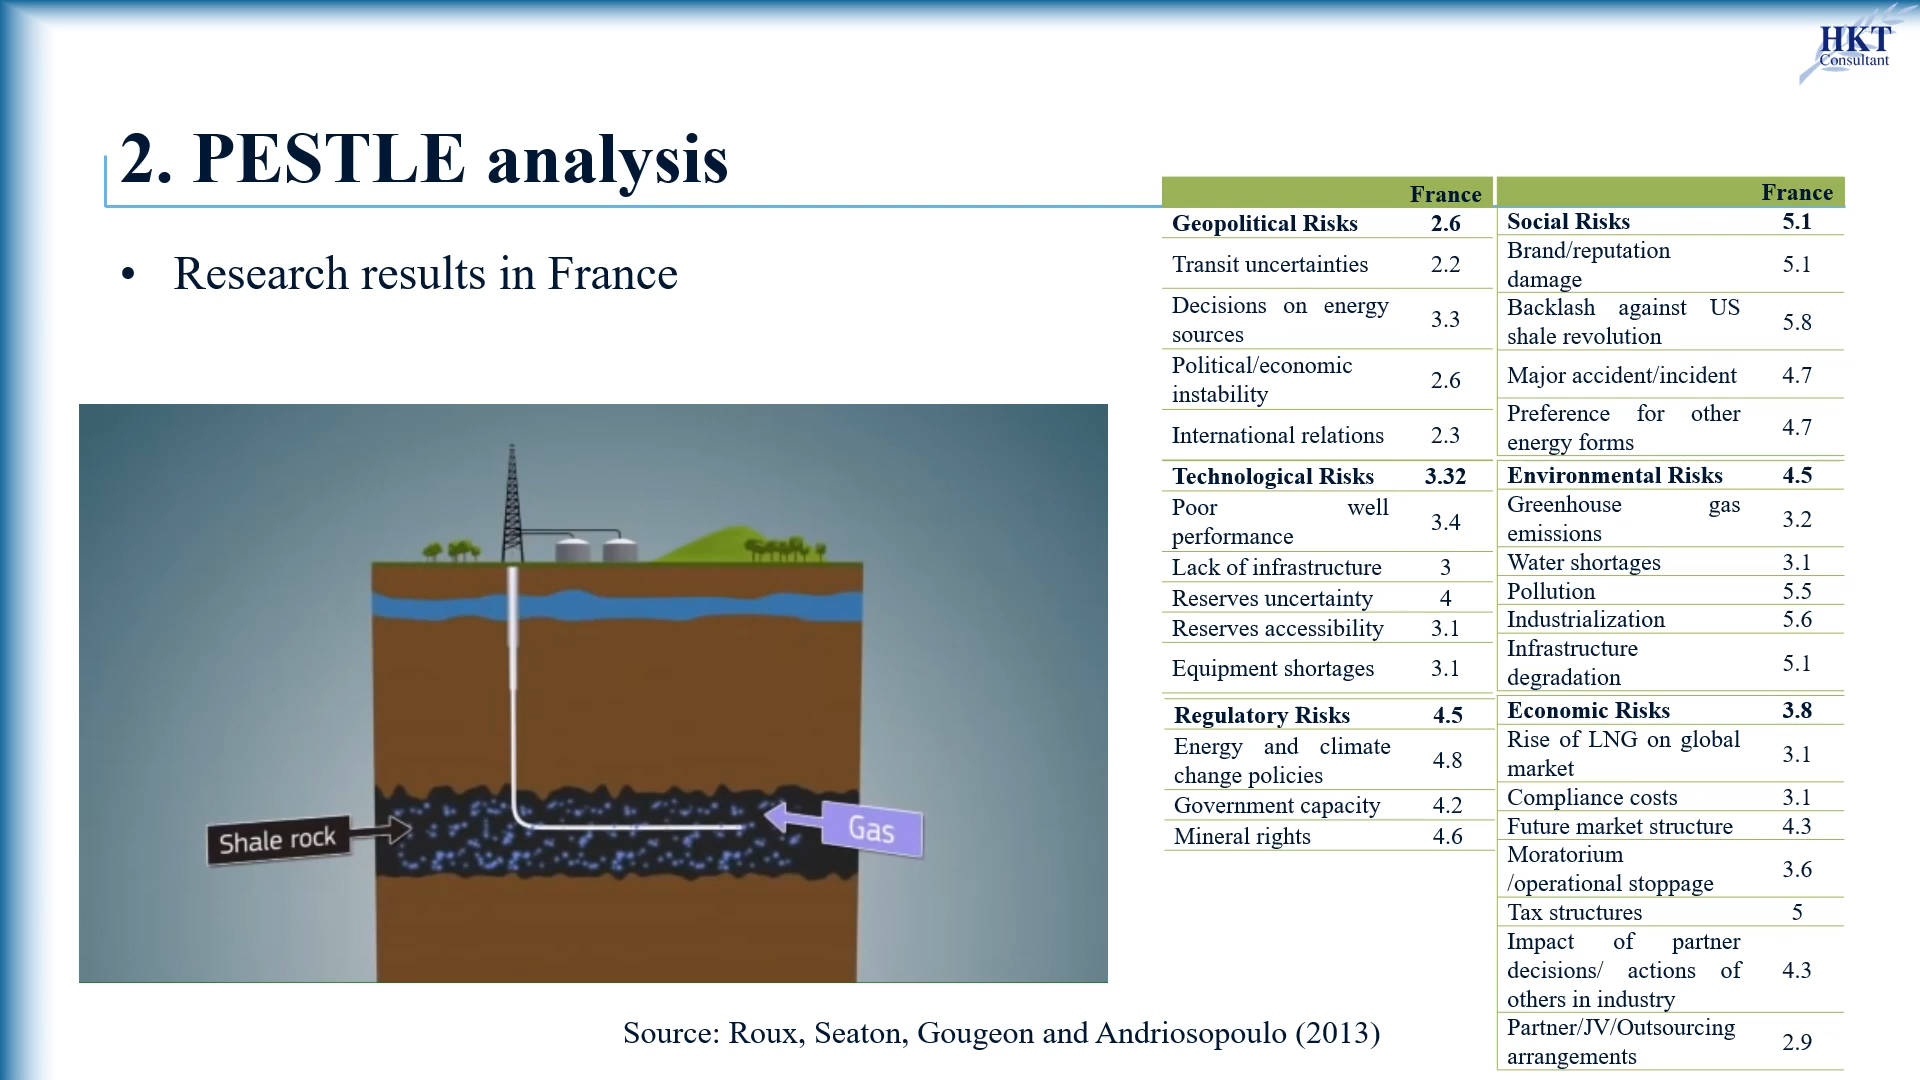 HKT
Consultant
2. PESTLE analysis
• Research results in France
Shale rock
Gas
France
Geopolitical Risks 2.6
Transit uncertainties 2.2
Decisions on energy
sources 3.3
Political/economic
instability 2.6
International relations 2.3
Technological Risks 3.32
Poor well
performance 3.4
Lack of infrastructure 3
Reserves uncertainty 4
Reserves accessibility 3.1
Equipment shortages 3.1
Regulatory Risks 4.5
Energy and climate
change policies 4.8
Government capacity 4.2
Mineral rights 4.6
France
Social Risks 5.1
Brand/reputation
damage 5.1
Backlash against US
shale revolution 5.8
Major accident/incident 4.7
Preference for other
energy forms 4.7
Environmental Risks 4.5
Greenhouse gas
emissions 3.2
Water shortages 3.1
Pollution 5.5
Industrialization 5.6
Infrastructure
degradation 5.1
Economic Risks 3.8
Rise of LNG on global
market 3.1
Compliance costs 3.1
Future market structure 4.3
Moratorium
/operational stoppage 3.6
Tax structures 5
Impact of partner
decisions/ actions of 4.3
others in industry
Partner/JV/Outsourcing
arrangements 2.9
Source: Roux, Seaton, Gougeon and Andriosopoulo (2013)